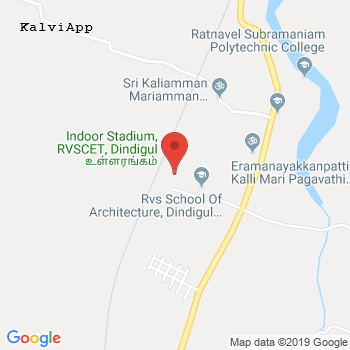 KalviApp
Ratnavel Subramaniam
Polytechnic College
Sri Kaliamman
Mariamman...
Indoor Stadium,
RVSCET, Dindigul
உள்ளரங்கம்
Eramanayakkanpatti
Kalli Mari Pagavathi...
Rvs School Of
Architecture, Dindigul...
Google
Map data ©2019 Google